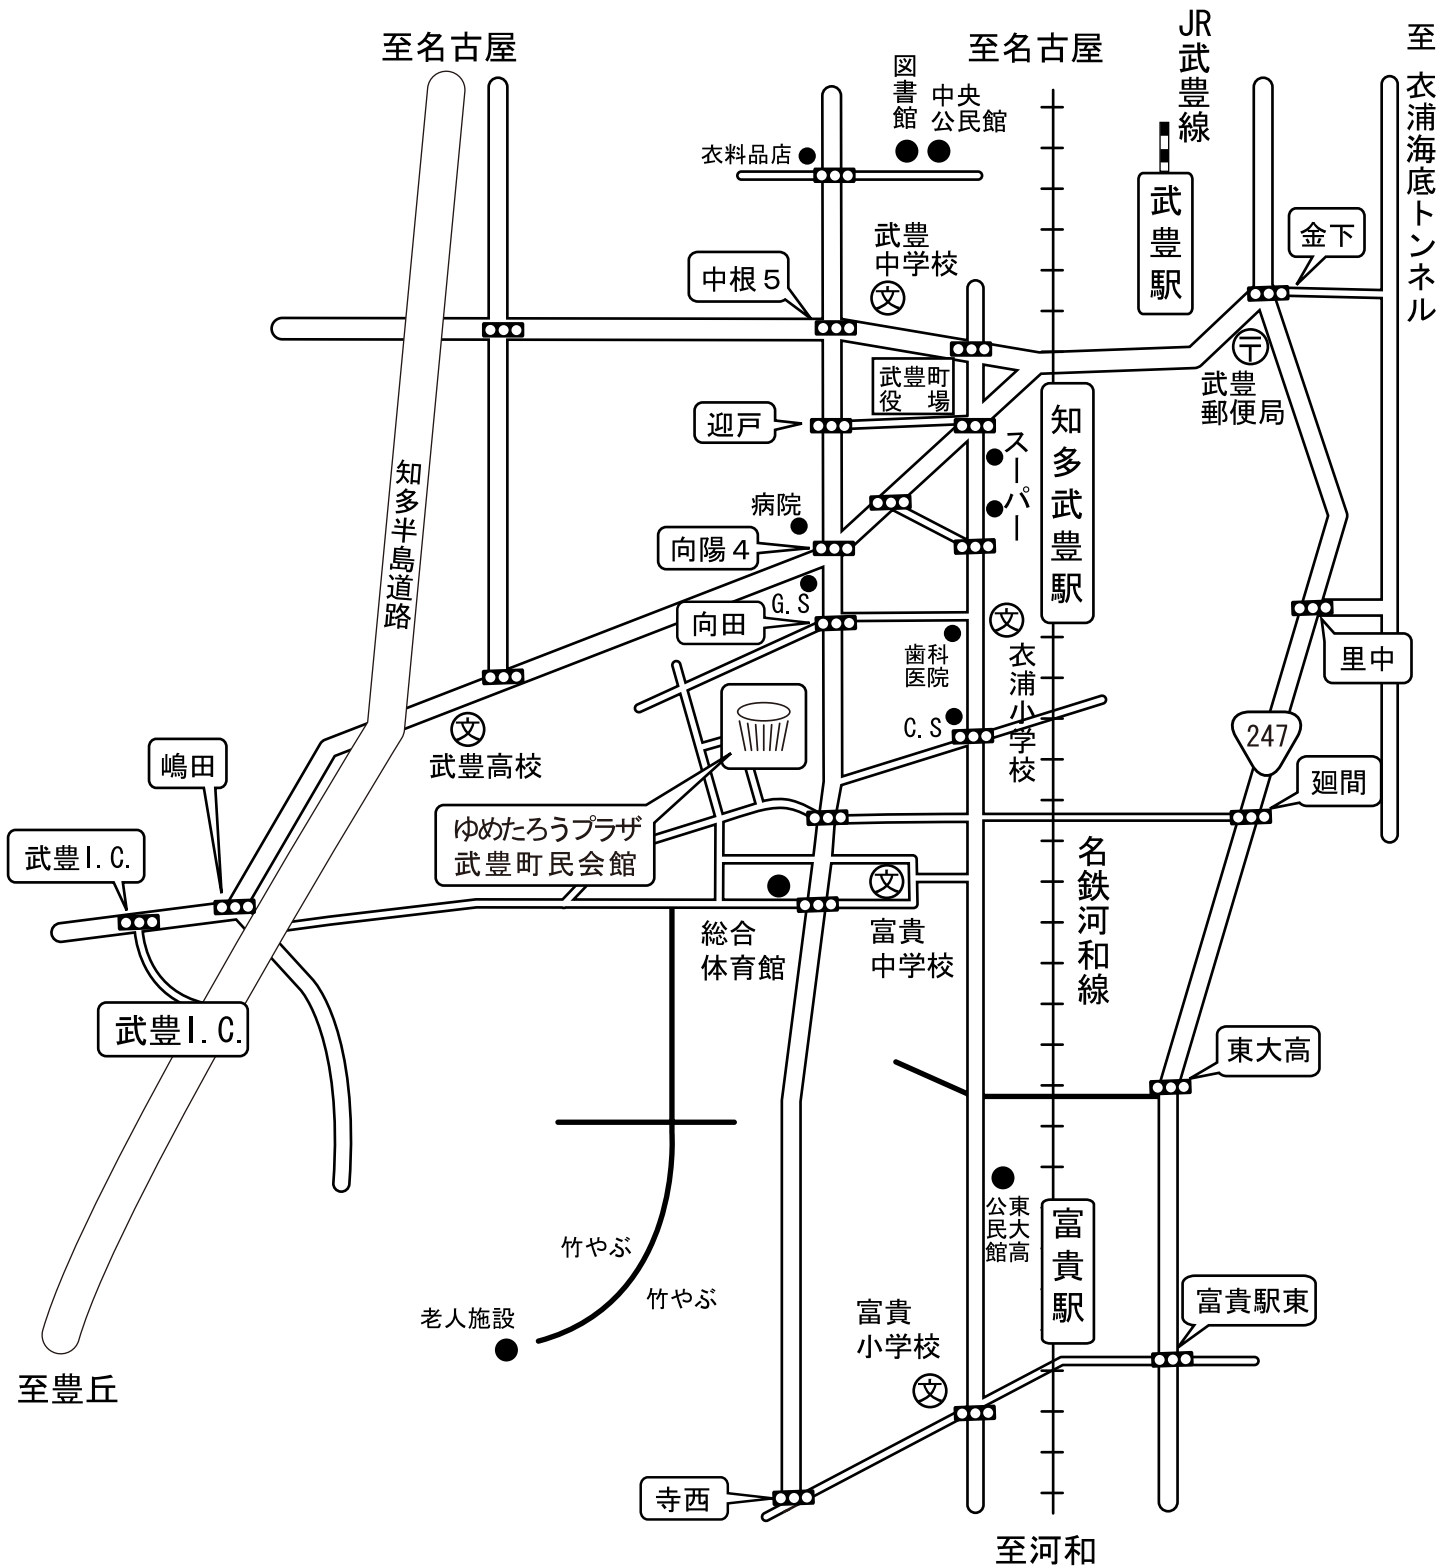 至名古屋
至名古屋
JR武豊線
至 衣浦海底トンネル
図書館
中央
公民館
衣料品店
武豊駅
金下
武豊
中学校
文
中根5
〒
武豊
郵便局
武豊町
役 場
迎戸
知多武豊駅
スーパー
知多半島道路
病院
向陽4
G.S
向田
文
衣浦小学校
歯科
医院
里中
C.S
247
文
武豊高校
嶋田
廻間
ゆめたろうプラザ
武豊町民会館
武豊I.C.
名鉄河和線
文
総合
体育館
富貴
中学校
武豊I.C.
東大高
東大高
公民館
富貴駅
竹やぶ
竹やぶ
富貴駅東
老人施設
富貴
小学校
文
至豊丘
寺西
至河和